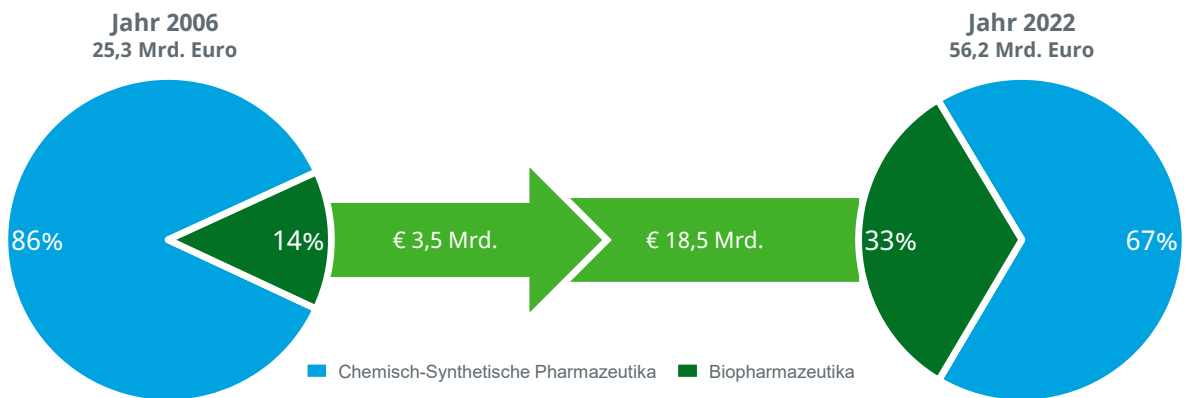 Jahr 2006
25,3 Mrd. Euro
Jahr 2022
56,2 Mrd. Euro
86%
14%
€ 3,5 Mrd.
€ 18,5 Mrd.
33%
67%
Chemisch-Synthetische Pharmazeutika
Biopharmazeutika